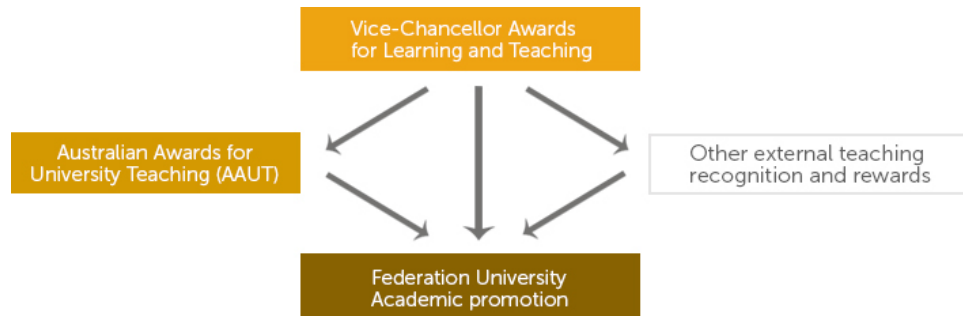 Vice-Chancellor Awards
for Learning and Teaching
Australian Awards for
University Teaching (AAUT)
Other external teaching
recognition and rewards
Federation University
Academic promotion